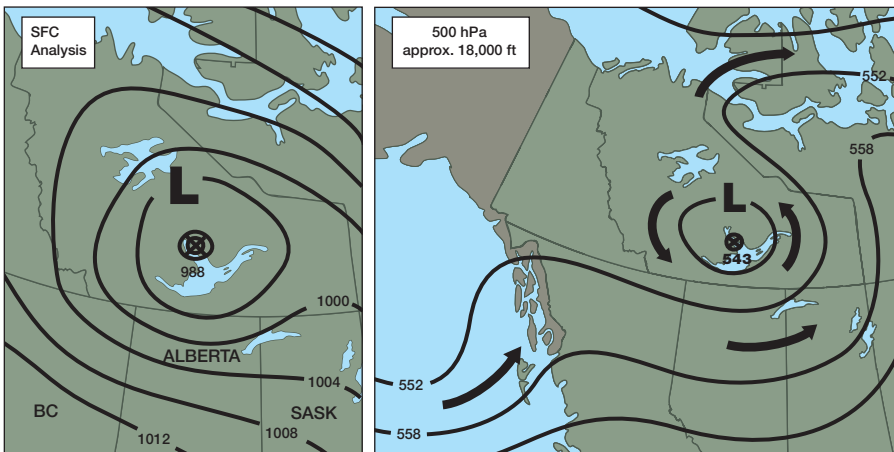 SFC
Analysis
L
988
1000
ALBERTA
1004
BC
SASK
1008
1012
500 hPa
approx. 18,000 ft
552
558
L
543
552
558